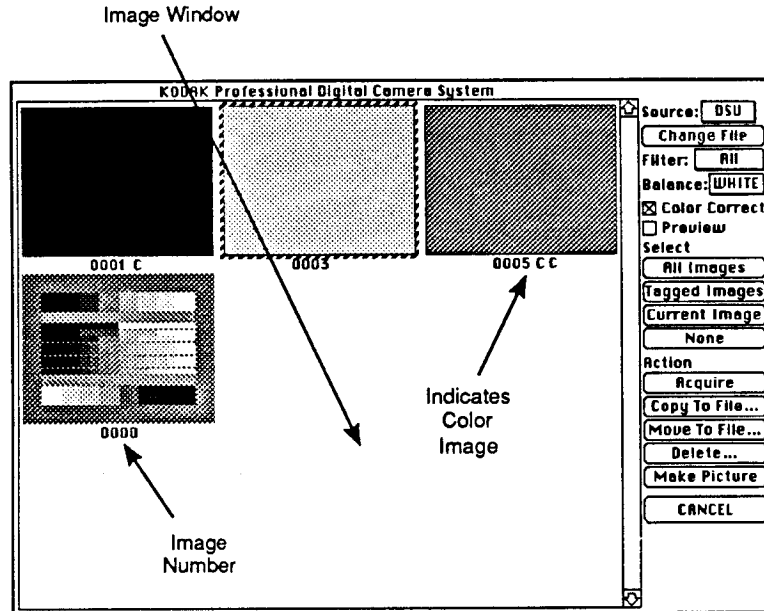 Image Window
KODAK Professional Digital Camera System
0001 C
0003
0005 C C
0000
Indicates
Color
Image
Image
Number
Source: DSU
Change File
Filter: All
Balance: WHITE
Color Correct
Preview
Select
All Images
Tagged Images
Current Image
None
Action
Acquire
Copy To File...
Move To File...
Delete...
Make Picture
CANCEL